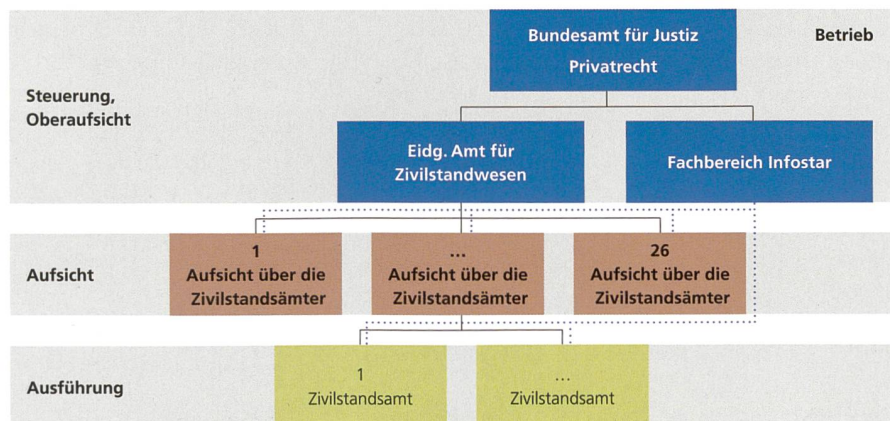 Bundesamt für Justiz
Privatrecht
Betrieb
Steuerung,
Oberaufsicht
Eidg. Amt für
Zivilstandwesen
Fachbereich Infostar
Aufsicht
1
Aufsicht über die
Zivilstandsämter
...
Aufsicht über die
Zivilstandsämter
26
Aufsicht über die
Zivilstandsämter
Ausführung
1
Zivilstandsamt
...
Zivilstandsamt